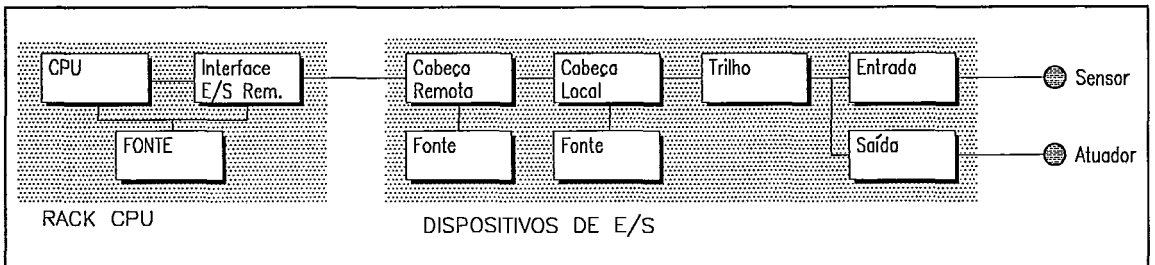 CPU
Interface
E/S Rem.
FONTE
RACK CPU
Cabeça
Remota
Cabeça
Local
Trilho
Entrada
Sensor
Fonte
Fonte
Saída
Atuador
DISPOSITIVOS DE E/S